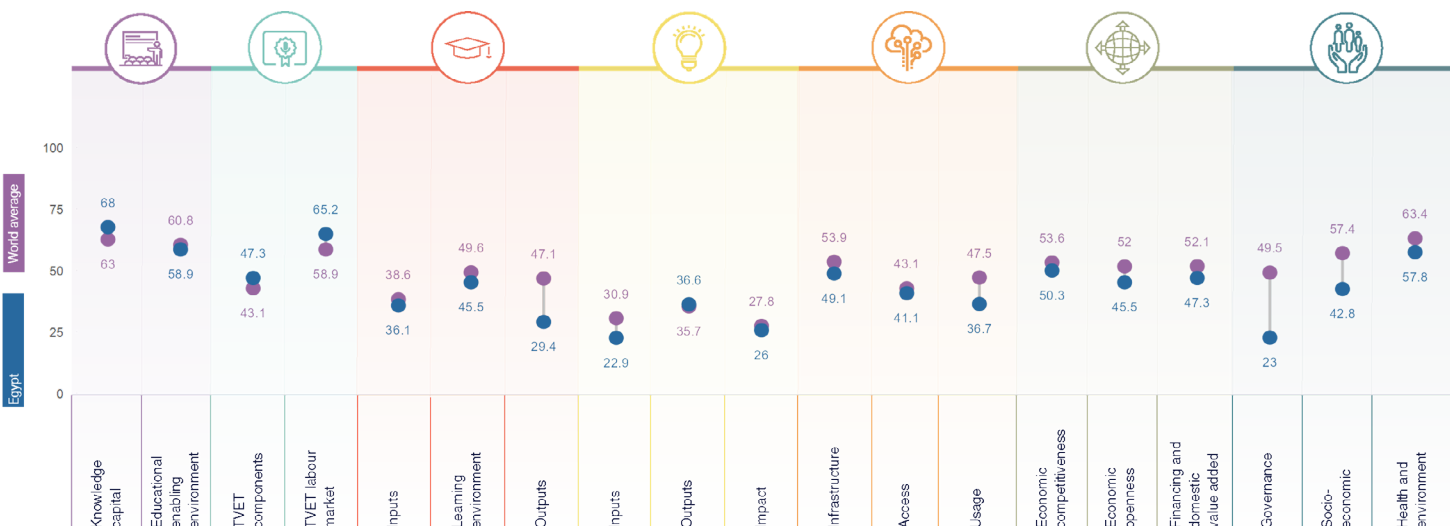 100
75
50
25
0
World average
Egypt
68
63
60.8
58.9
47.3
43.1
65.2
58.9
38.6
36.1
49.6
45.5
47.1
29.4
30.9
22.9
36.6
35.7
27.8
26
53.9
49.1
43.1
41.1
47.5
36.7
53.6
50.3
52
45.5
52.1
47.3
49.5
23
57.4
42.8
63.4
57.8
Knowledge
capital
Educational
enabling
environment
TVET
components
TVET labour
market
Inputs
Learning
environment
Outputs
Inputs
Outputs
Impact
Infrastructure
Access
Usage
Economic
competitiveness
Economic
openness
Financing and
domestic
value added
Governance
Socio-
economic
Health and
environment